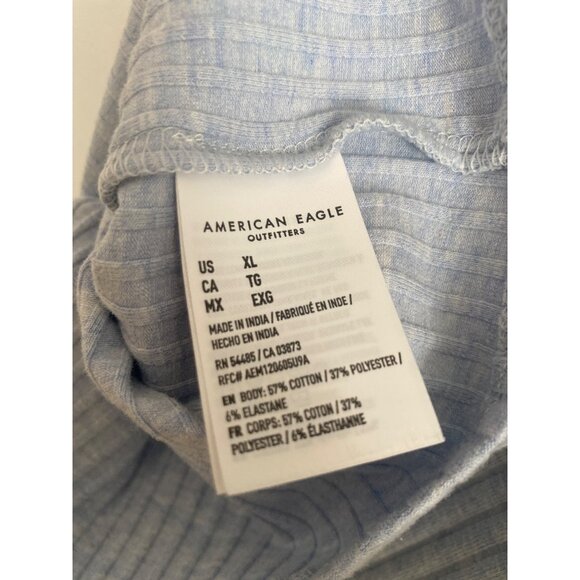 AMERICAN EAGLE
OUTFITTERS
US XL
CA TG
MX EXG
MADE IN INDIA / FABRIQUÉ EN INDE /
HECHO EN INDIA
RN 54485 / CA 03873
RFC# AEM120605U9A
EN BODY: 57% COTTON / 37% POLYESTER /
6% ELASTANE
FR CORPS: 57% COTON / 37%
POLYESTER / 6% ÉLASTHANNE